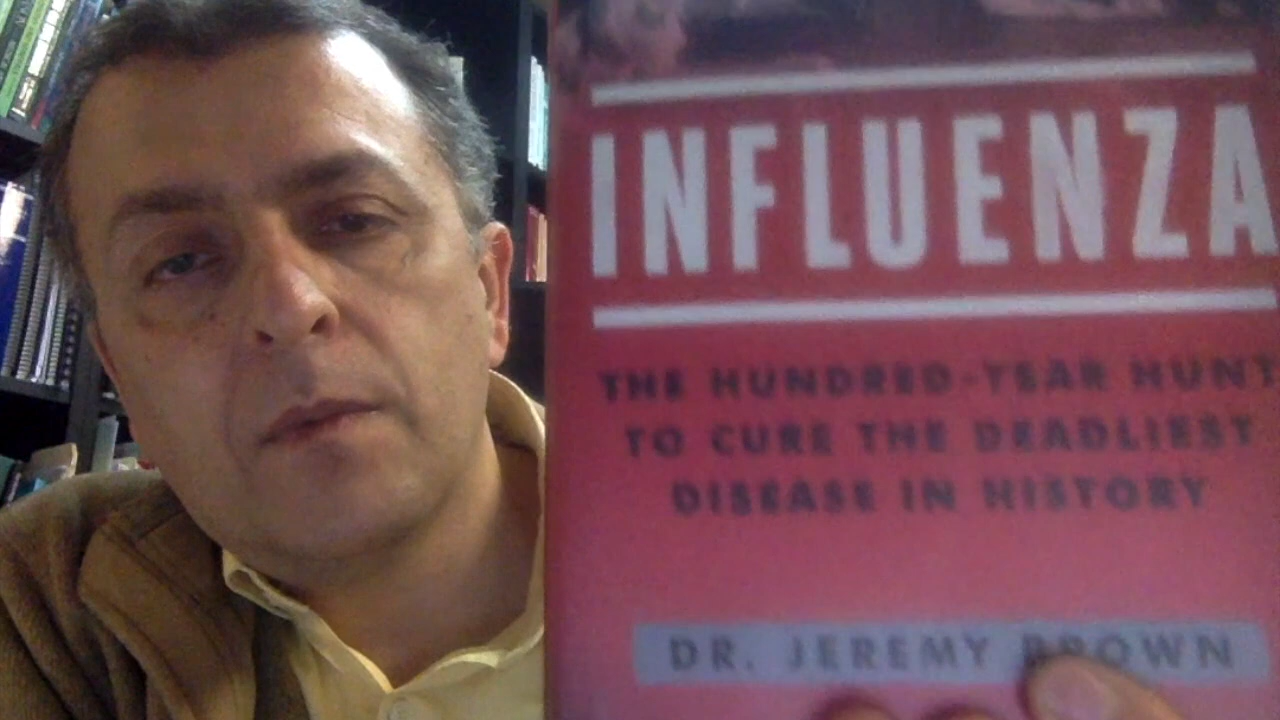 INFLUENZA
THE HUNDRED-YEAR HUNT
TO CURE THE DEADLIEST
DISEASE IN HISTORY
DR. JEREMY BROWN